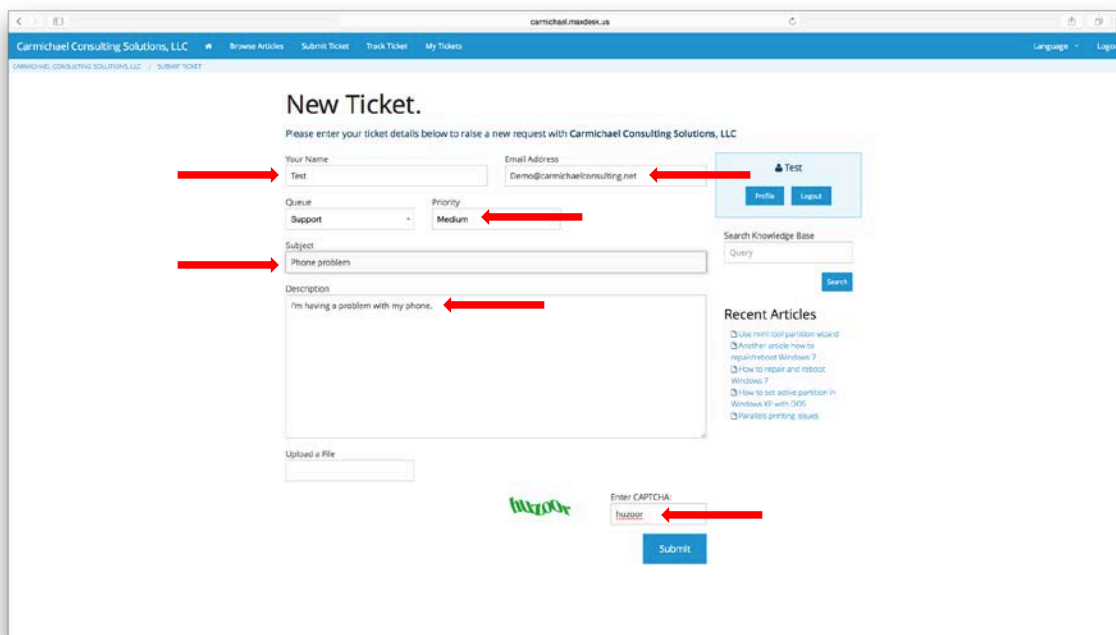 carmichael.maxdesk.us
Carmichael Consulting Solutions, LLC Browse Articles Submit Ticket Track Ticket My Tickets Language Logout
CARMICHAEL CONSULTING SOLUTIONS, LLC / SUBMIT TICKET
New Ticket.
Please enter your ticket details below to raise a new request with Carmichael Consulting Solutions, LLC
Your Name Email Address
Test Demo@carmichaelconsulting.net
Queue Priority
Support Medium
Subject
Phone problem
Description
I'm having a problem with my phone.
Upload a File
huzoor
Enter CAPTCHA:
huzoor
Submit
Test
Profile Logout
Search Knowledge Base
Query
Search
Recent Articles
Use mini tool partition wizard
Another article how to
repair/reboot Windows 7
How to repair and reboot
Windows 7
How to set active partition in
Windows XP with DOS
Parallels printing issues